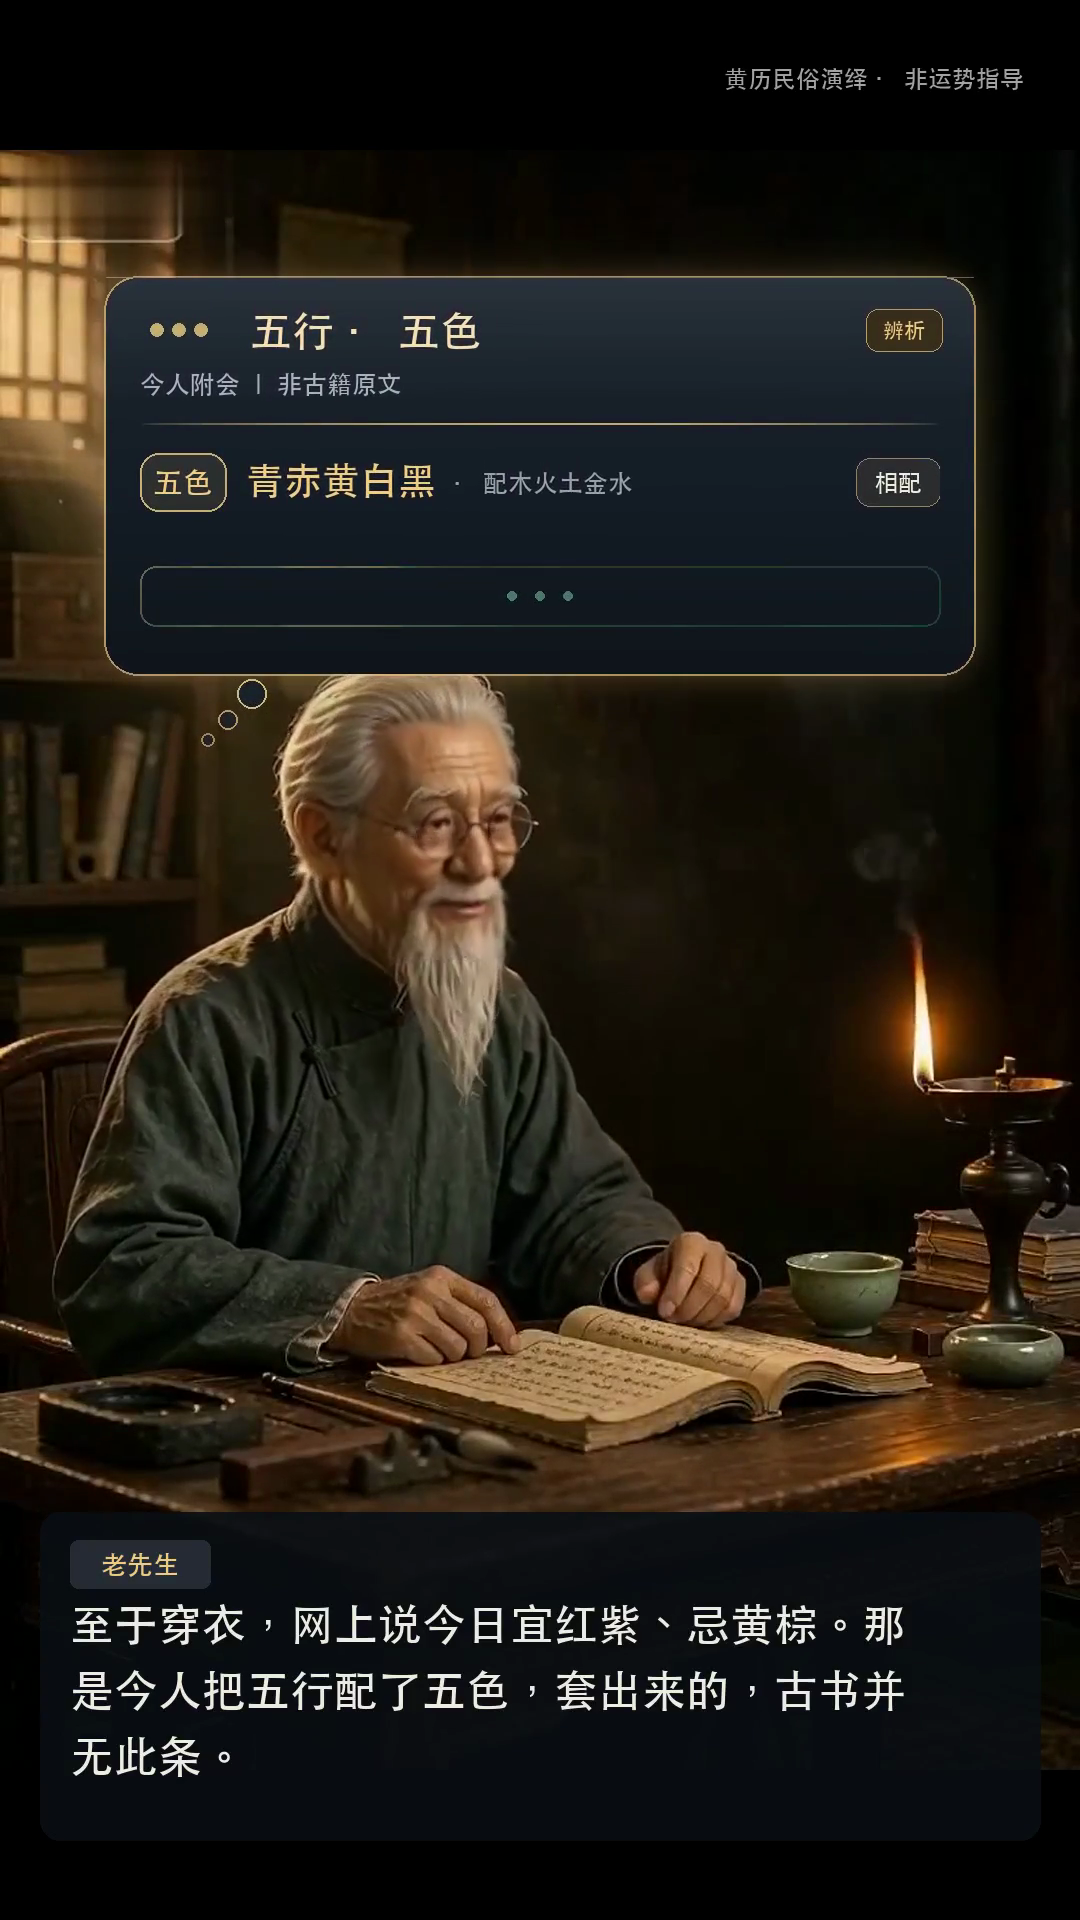 黄历民俗演绎· 非运势指导
五行· 五色
辨析
今人附会 | 非古籍原文
五色 青赤黄白黑 · 配木火土金水
相配
老先生
至于穿衣，网上说今日宜红紫、忌黄棕。那
是今人把五行配了五色，套出来的，古书并
无此条。